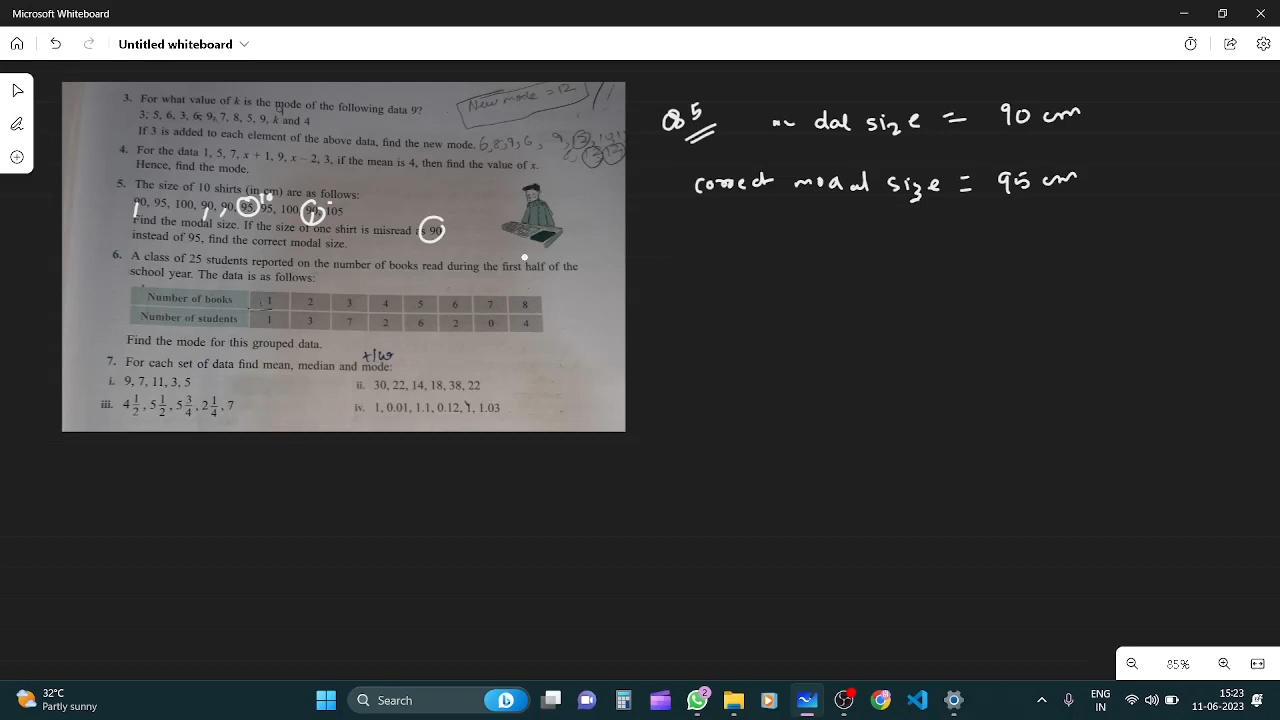 Microsoft Whiteboard
Untitled whiteboard
3. For what value of k is the mode of the following data 9?
3, 5, 6, 3, 6, 9, 7, 8, 5, 9, k and 4
If 3 is added to each element of the above data, find the new mode.
New mode = 12
4. For the data 1, 5, 7, x + 1, 9, x − 2, 3, if the mean is 4, then find the value of x.
Hence, find the mode.
5. The size of 10 shirts (in cm) are as follows:
90, 95, 100, 90, 90, 95, 95, 100, 90, 105
Find the modal size. If the size of one shirt is misread as 90
instead of 95, find the correct modal size.
6. A class of 25 students reported on the number of books read during the first half of the
school year. The data is as follows:
Number of books 1 2 3 4 5 6 7 8
Number of students 1 3 7 2 6 2 0 4
Find the mode for this grouped data.
7. For each set of data find mean, median and mode:
i. 9, 7, 11, 3, 5
ii. 30, 22, 14, 18, 38, 22
iii. 4 1/2, 5 1/2, 5 3/4, 2 1/4, 7
iv. 1, 0.01, 1.1, 0.12, 1, 1.03
Q5
dal size = 90 cm
correct modal size = 95 cm
85%
32°C
Partly sunny
Search
2
ENG
IN
15:23
11-06-2023